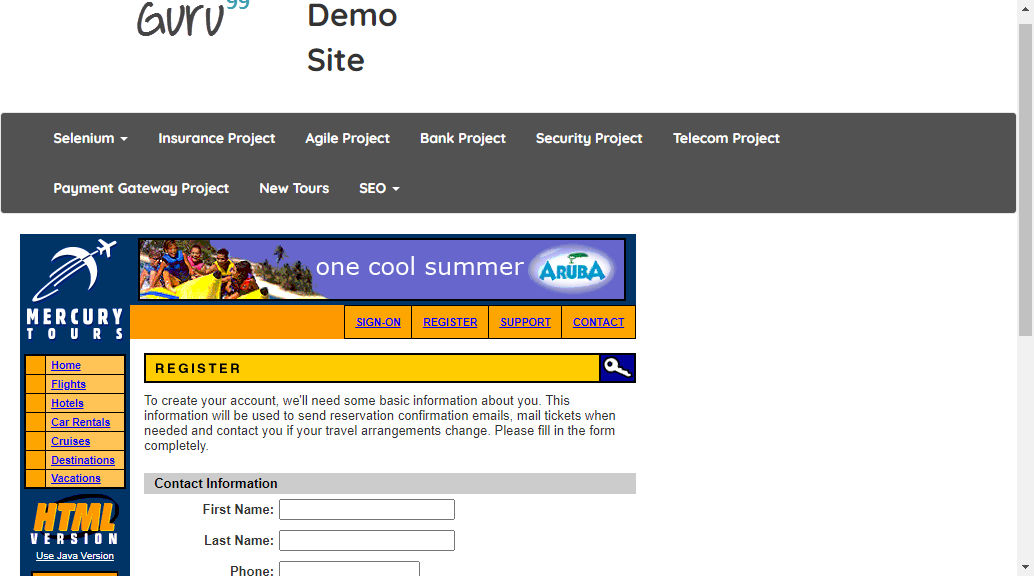 Guru99
Demo
Site
Selenium
Insurance Project
Agile Project
Bank Project
Security Project
Telecom Project
Payment Gateway Project
New Tours
SEO
one cool summer
ARUBA
MERCURY
TOURS
SIGN-ON
REGISTER
SUPPORT
CONTACT
Home
Flights
Hotels
Car Rentals
Cruises
Destinations
Vacations
HTML
VERSION
Use Java Version
REGISTER
To create your account, we'll need some basic information about you. This
information will be used to send reservation confirmation emails, mail tickets when
needed and contact you if your travel arrangements change. Please fill in the form
completely.
Contact Information
First Name:
Last Name:
Phone: